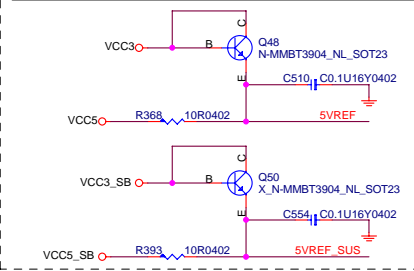 C
VCC3
B
Q48
N-MMBT3904_NL_SOT23
E
C510
C0.1U16Y0402
VCC5
R368
10R0402
5VREF
C
VCC3_SB
B
Q50
X_N-MMBT3904_NL_SOT23
E
C554
C0.1U16Y0402
VCC5_SB
R393
10R0402
5VREF_SUS